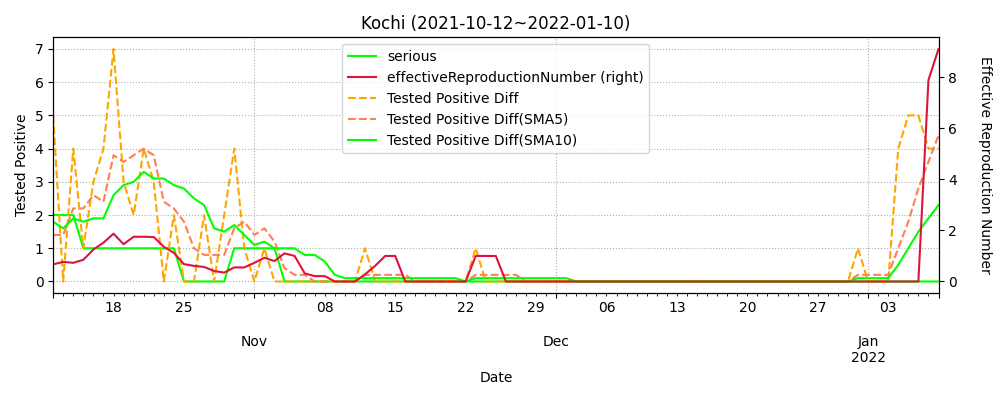 Kochi (2021-10-12~2022-01-10)
serious
effectiveReproductionNumber (right)
Tested Positive Diff
Tested Positive Diff(SMA5)
Tested Positive Diff(SMA10)
Tested Positive
7
6
5
4
3
2
1
0
Effective Reproduction Number
8
6
4
2
0
18 25 08 15 22 29 06 13 20 27 03
Nov Dec Jan
2022
Date